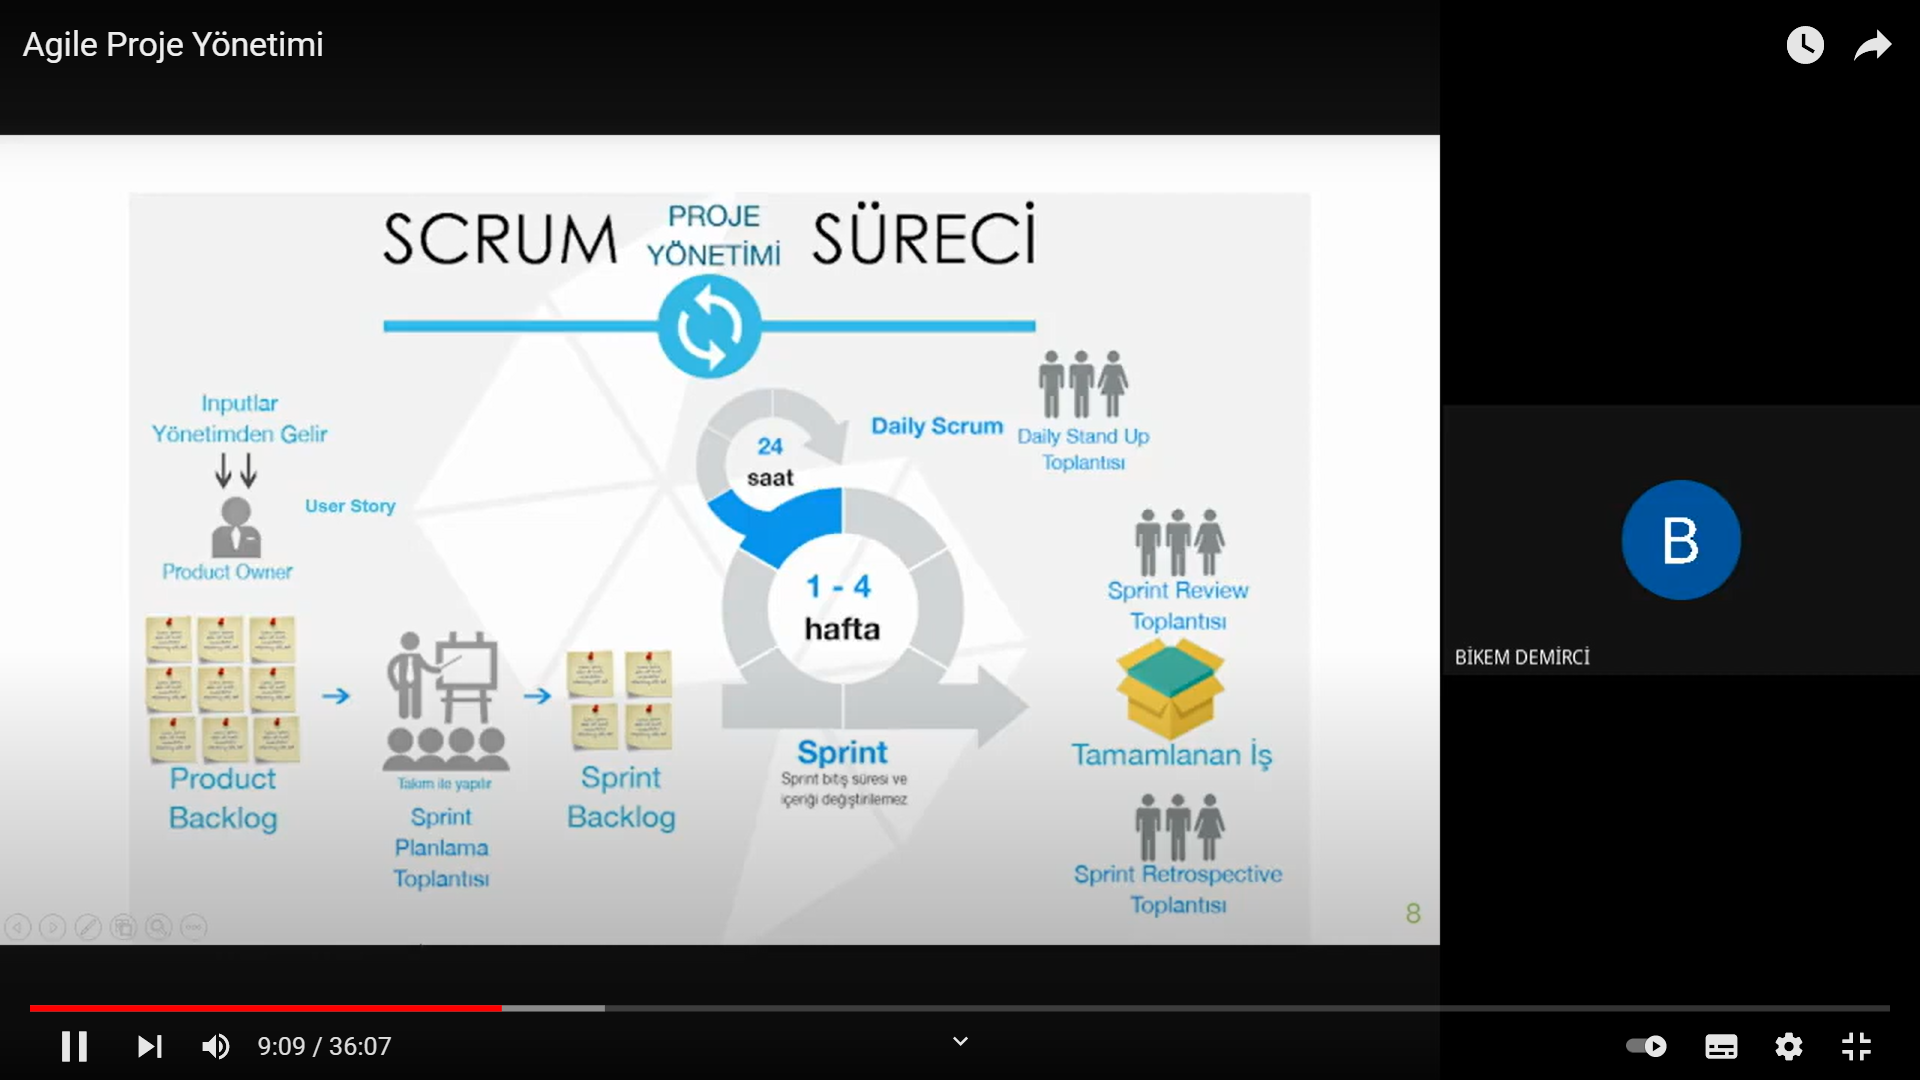 Agile Proje Yönetimi
SCRUM PROJE YÖNETİMİ SÜRECİ
Inputlar
Yönetimden Gelir
User Story
Product Owner
Product
Backlog
Takım ile yapılır
Sprint
Planlama
Toplantısı
Sprint
Backlog
24
saat
1 - 4
hafta
Sprint
Sprint bitiş süresi ve
içeriği değiştirilemez
Daily Scrum
Daily Stand Up
Toplantısı
Sprint Review
Toplantısı
Tamamlanan İş
Sprint Retrospective
Toplantısı
8
B
BİKEM DEMİRCİ
9:09 / 36:07